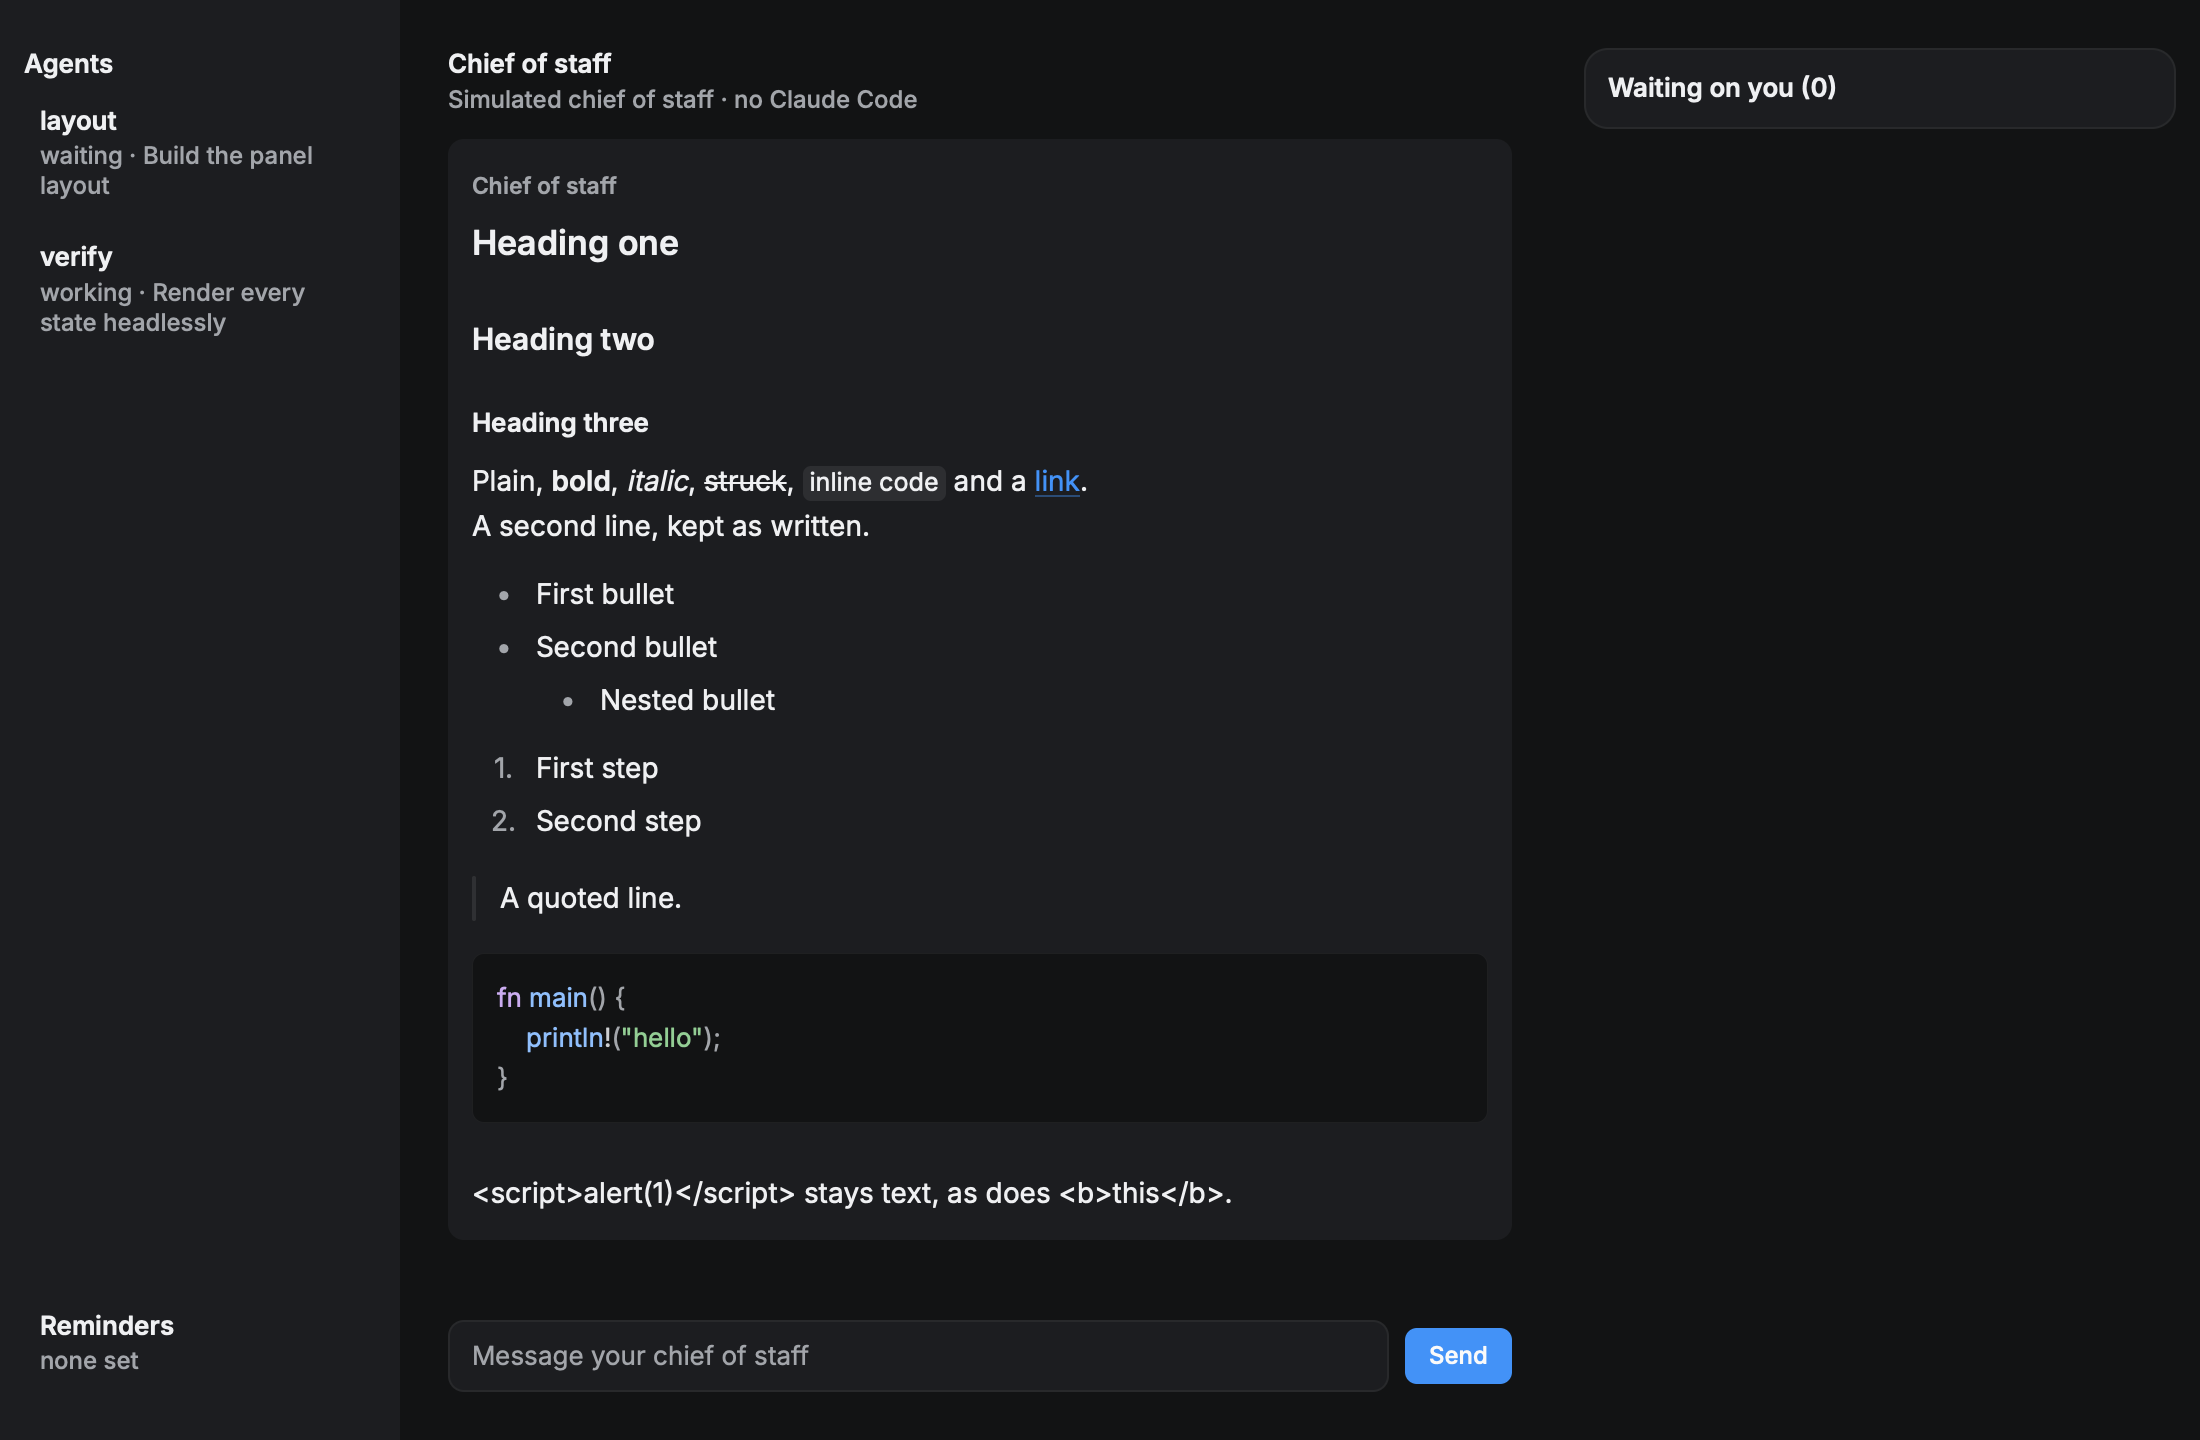 Agents
layout
waiting · Build the panel
layout
verify
working · Render every
state headlessly
Reminders
none set
Chief of staff
Simulated chief of staff · no Claude Code
Chief of staff
Heading one
Heading two
Heading three
Plain, bold, italic, struck, inline code and a link.
A second line, kept as written.
• First bullet
• Second bullet
• Nested bullet
1. First step
2. Second step
A quoted line.
fn main() {
    println!("hello");
}
<script>alert(1)</script> stays text, as does <b>this</b>.
Message your chief of staff
Send
Waiting on you (0)